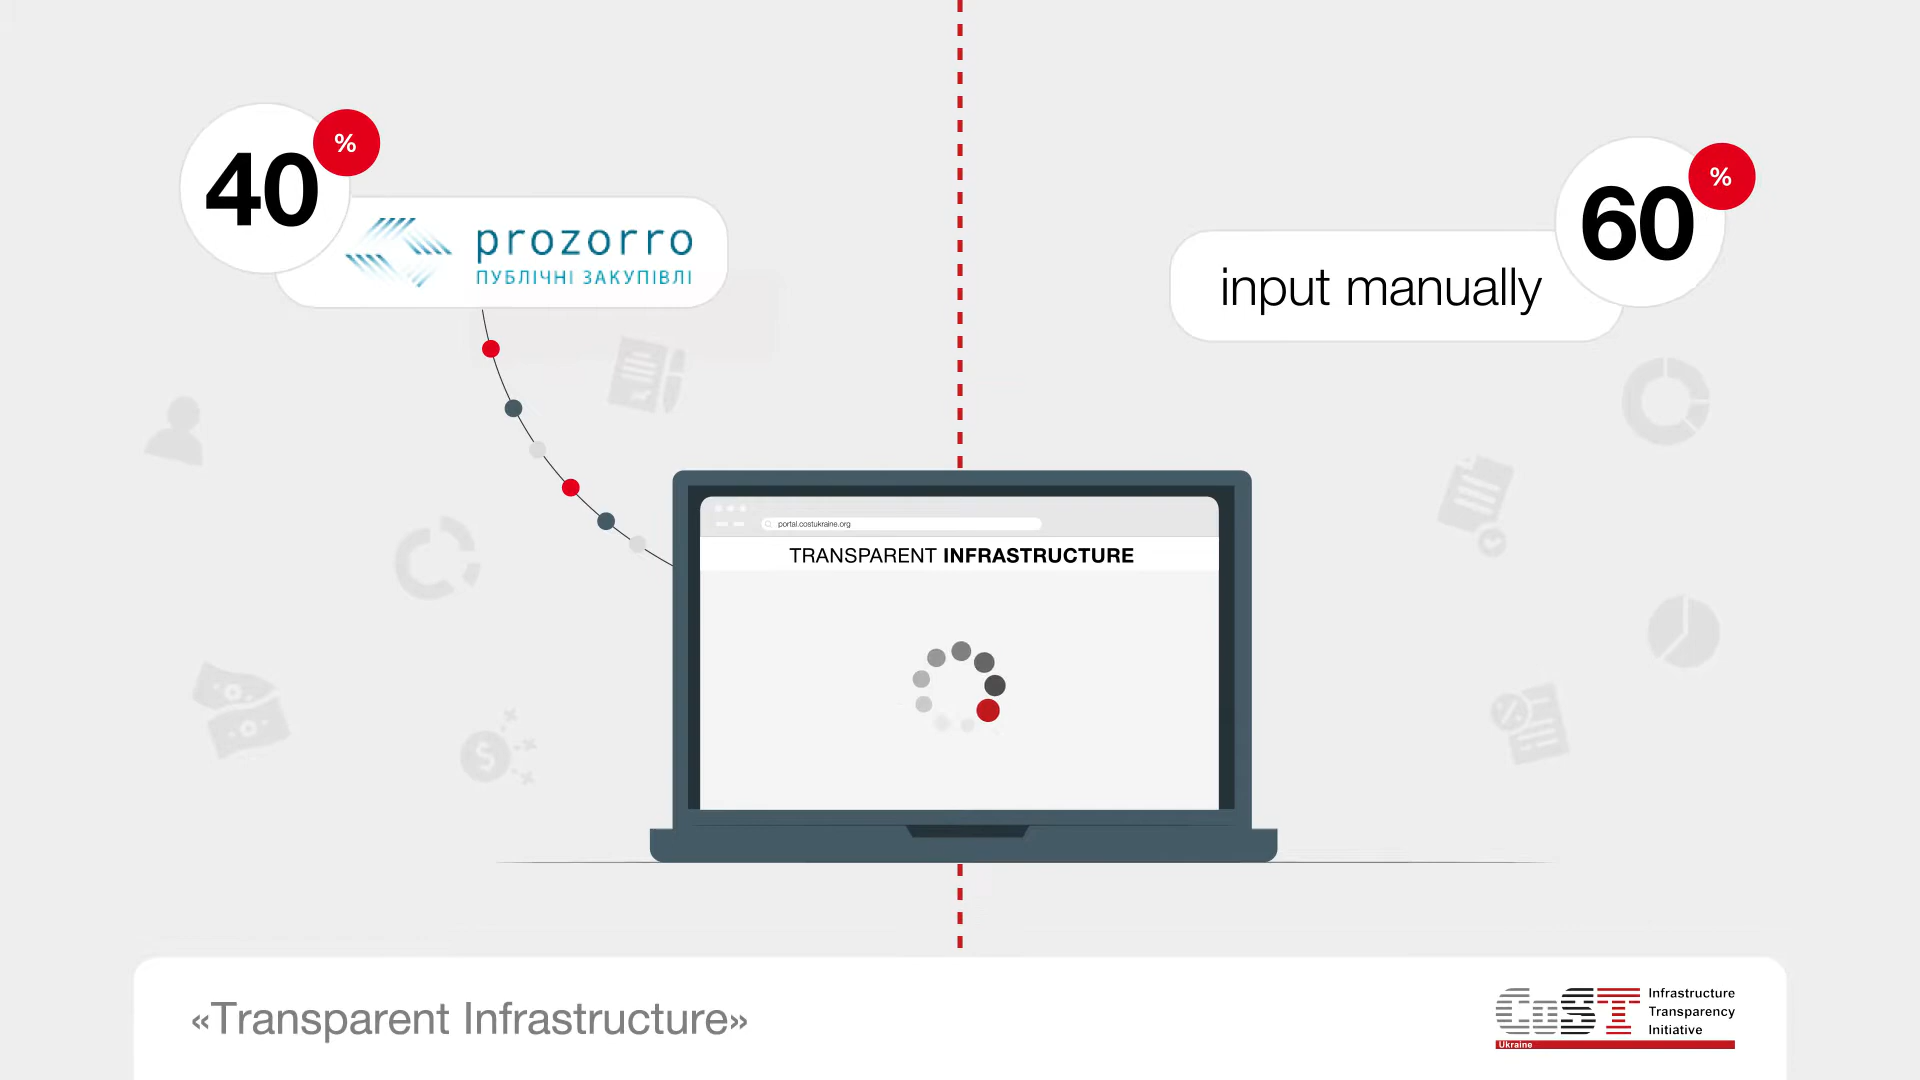 40 %
prozorro
ПУБЛІЧНІ ЗАКУПІВЛІ
60 %
input manually
portal.costukraine.org
TRANSPARENT INFRASTRUCTURE
«Transparent Infrastructure»
CoST
Infrastructure
Transparency
Initiative
Ukraine